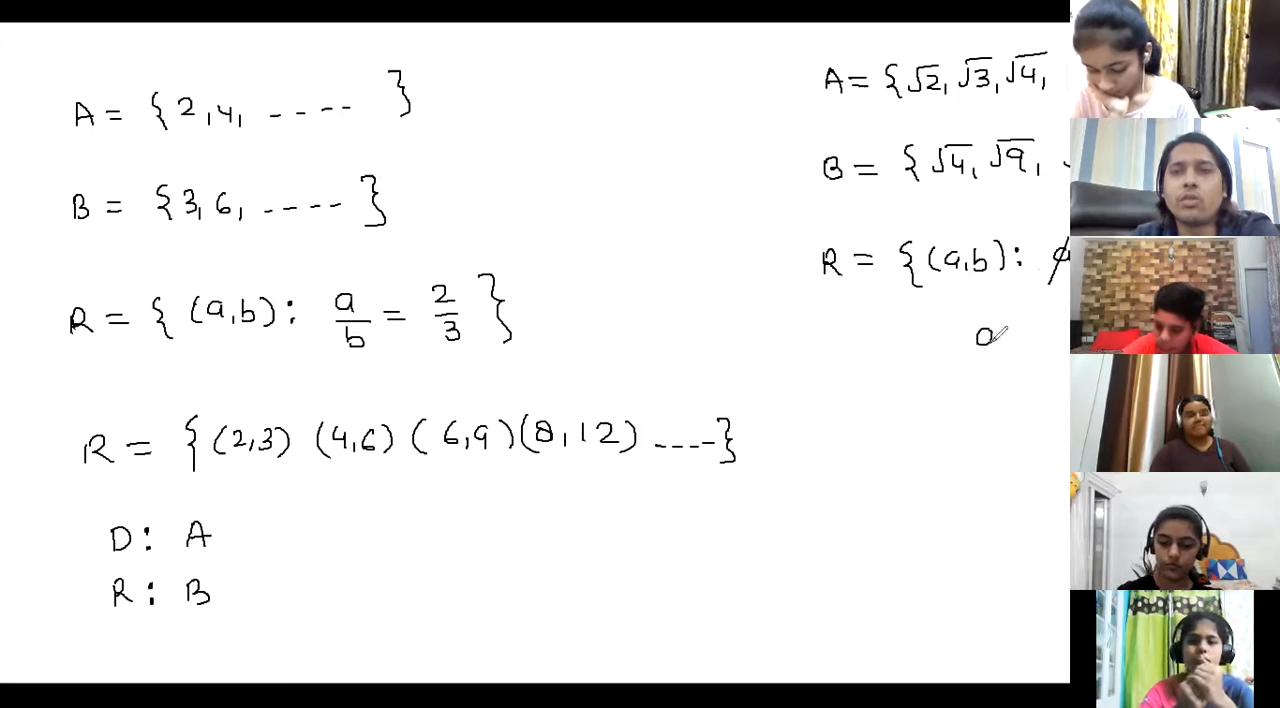 A = {2, 4, ----- }
B = {3, 6, ----- }
R = { (a,b): a/b = 2/3 }
R = { (2,3) (4,6) (6,9) (8,12) ---- }
D: A
R: B
A = {√2, √3, √4,
B = {√4, √9,
R = {(a,b):
a